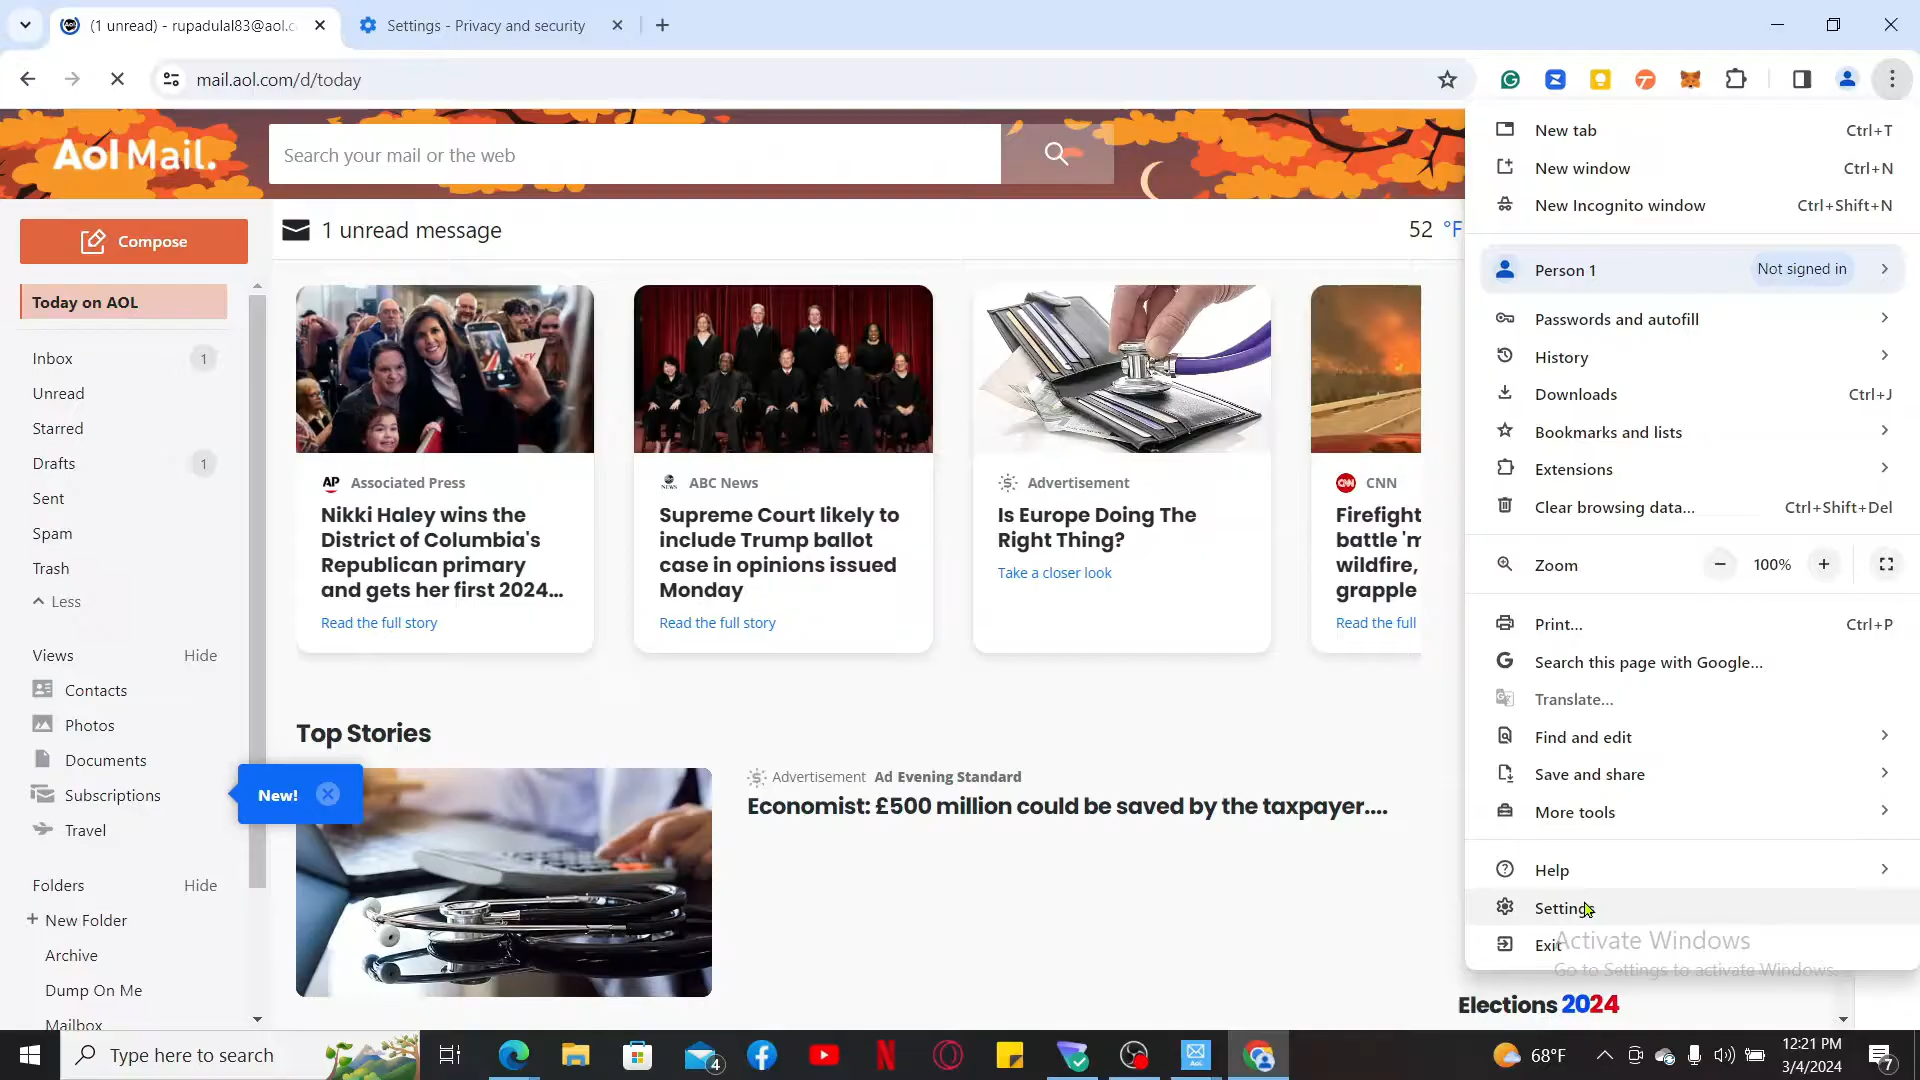 (1 unread) - rupadulal83@aol.c
Settings - Privacy and security
mail.aol.com/d/today
Aol Mail.
Search your mail or the web
Compose
1 unread message
52 °F
Today on AOL
Inbox 1
Unread
Starred
Drafts 1
Sent
Spam
Trash
Less
Views Hide
Contacts
Photos
Documents
Subscriptions
New!
Travel
Folders Hide
+ New Folder
Archive
Dump On Me
Mailbox
AP Associated Press
Nikki Haley wins the
District of Columbia's
Republican primary
and gets her first 2024...
Read the full story
ABC News
Supreme Court likely to
include Trump ballot
case in opinions issued
Monday
Read the full story
Advertisement
Is Europe Doing The
Right Thing?
Take a closer look
CNN CNN
Firefight
battle 'm
wildfire,
grapple
Read the full
Top Stories
Advertisement Ad Evening Standard
Economist: £500 million could be saved by the taxpayer....
Elections 2024
New tab Ctrl+T
New window Ctrl+N
New Incognito window Ctrl+Shift+N
Person 1 Not signed in
Passwords and autofill
History
Downloads Ctrl+J
Bookmarks and lists
Extensions
Clear browsing data... Ctrl+Shift+Del
Zoom − 100% +
Print... Ctrl+P
Search this page with Google...
Translate...
Find and edit
Save and share
More tools
Help
Settings
Exit
Activate Windows
Go to Settings to activate Windows.
Type here to search
4
68°F
12:21 PM
3/4/2024
7